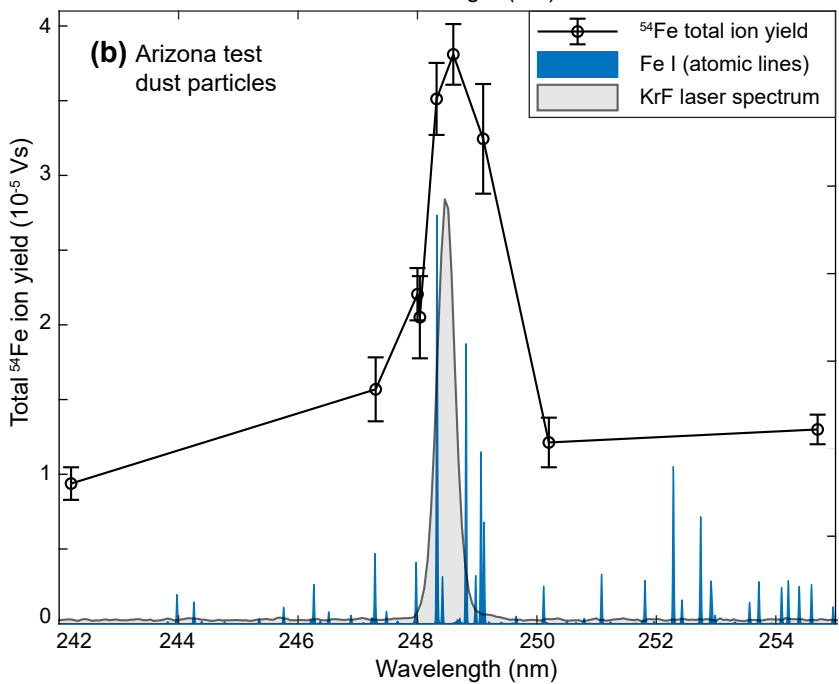 (b) Arizona test
dust particles
⁵⁴Fe total ion yield
Fe I (atomic lines)
KrF laser spectrum
Total ⁵⁴Fe ion yield (10⁻⁵ Vs)
4
3
2
1
0
242 244 246 248 250 252 254
Wavelength (nm)